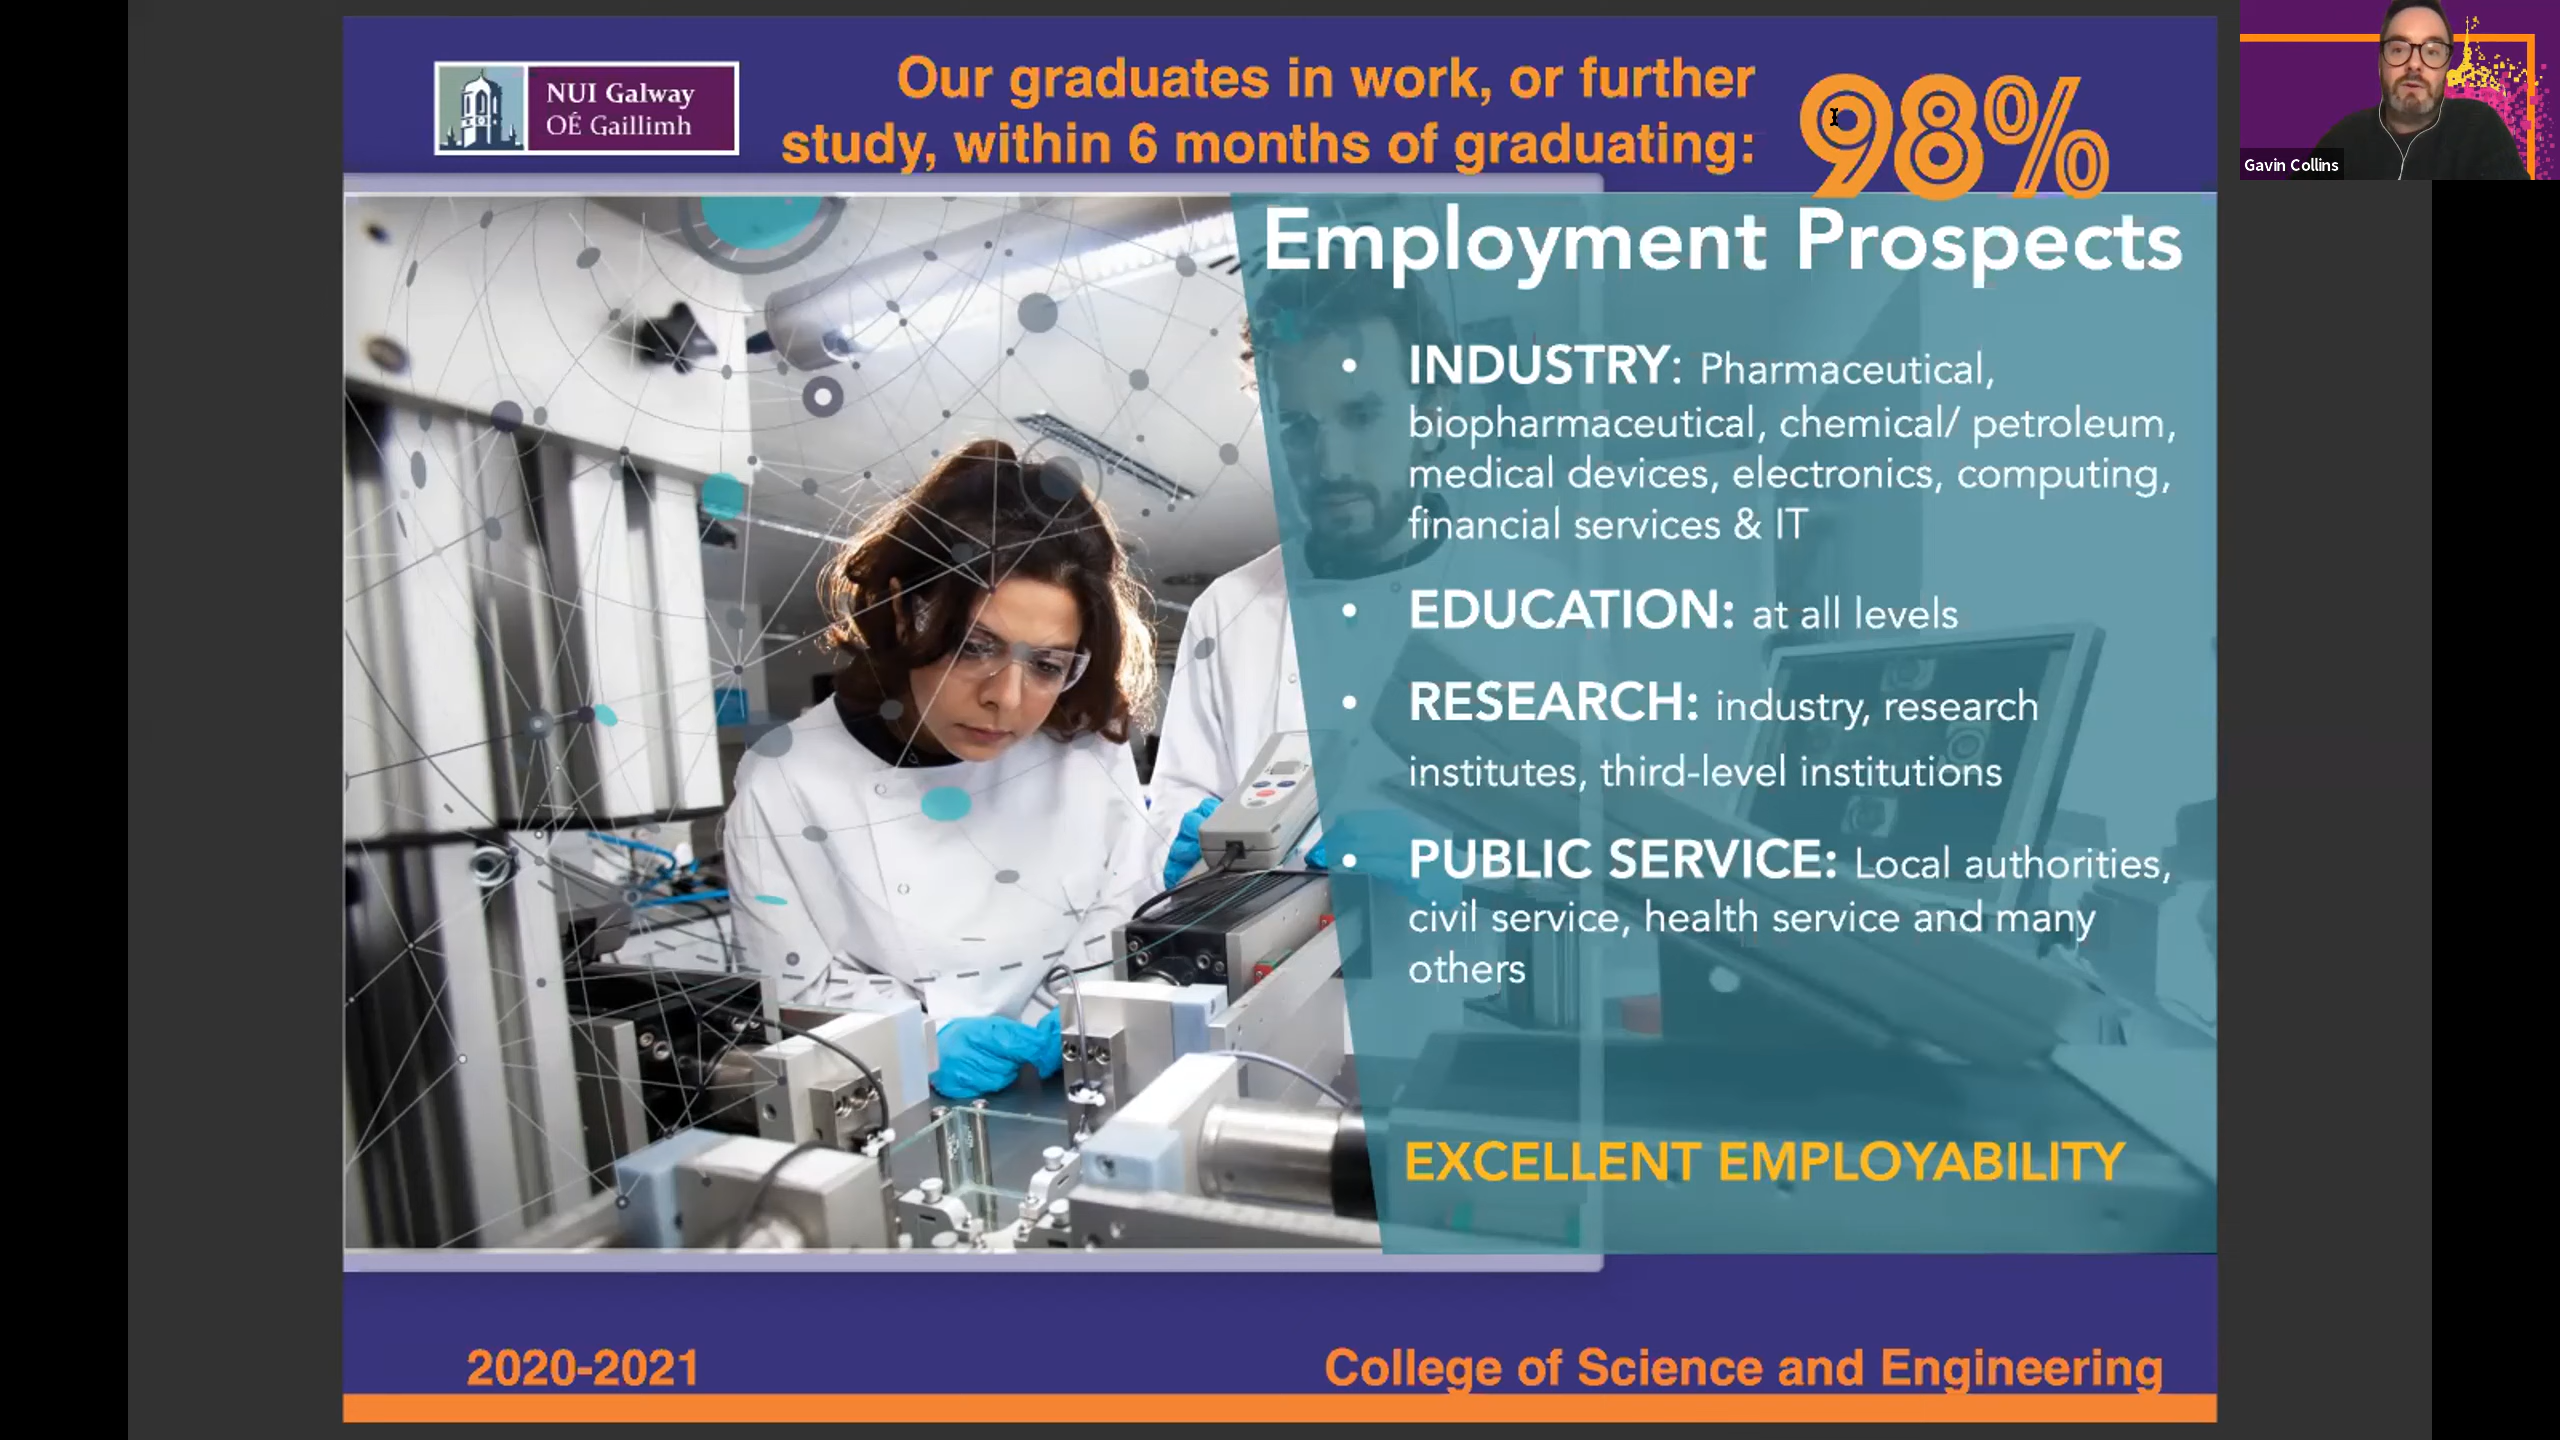 NUI Galway
OÉ Gaillimh
Our graduates in work, or further
study, within 6 months of graduating:
98%
Gavin Collins
Employment Prospects
• INDUSTRY: Pharmaceutical,
biopharmaceutical, chemical/ petroleum,
medical devices, electronics, computing,
financial services & IT
• EDUCATION: at all levels
• RESEARCH: industry, research
institutes, third-level institutions
• PUBLIC SERVICE: Local authorities,
civil service, health service and many
others
EXCELLENT EMPLOYABILITY
2020-2021
College of Science and Engineering